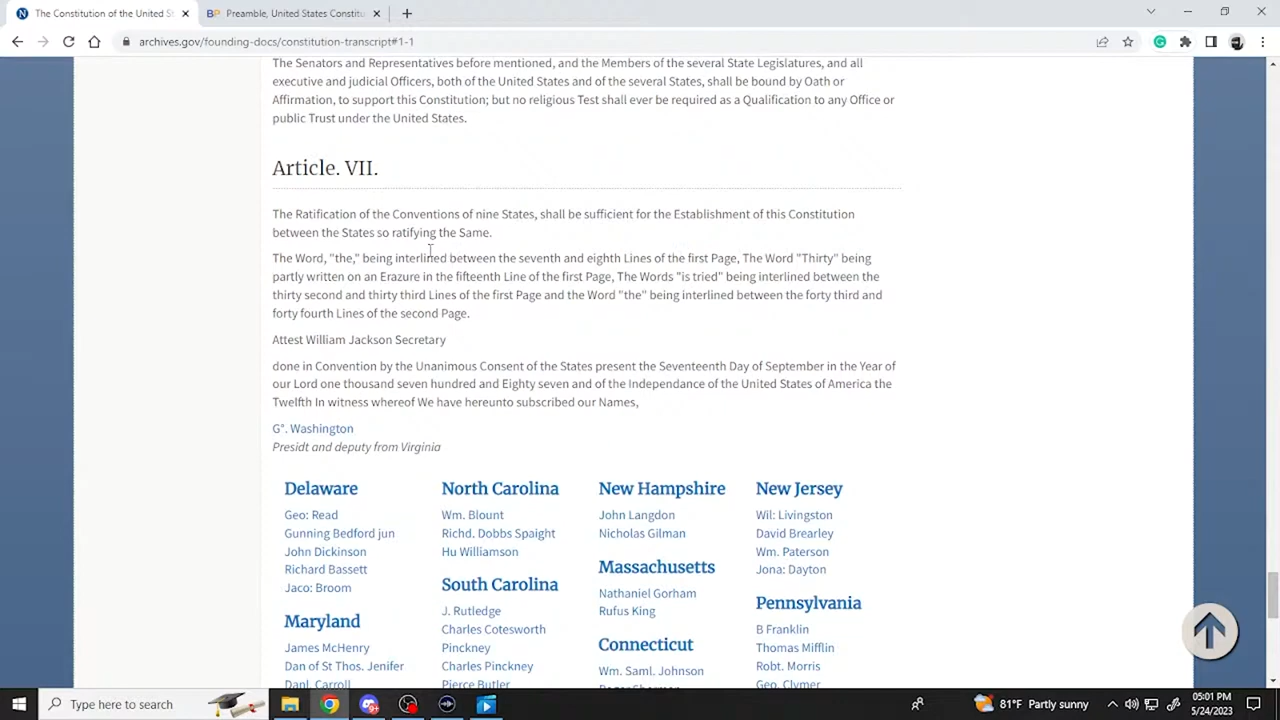 The Constitution of the United S
Preamble, United States Constitu
archives.gov/founding-docs/constitution-transcript#1-1
The Senators and Representatives before mentioned, and the Members of the several State Legislatures, and all
executive and judicial Officers, both of the United States and of the several States, shall be bound by Oath or
Affirmation, to support this Constitution; but no religious Test shall ever be required as a Qualification to any Office or
public Trust under the United States.
Article. VII.
The Ratification of the Conventions of nine States, shall be sufficient for the Establishment of this Constitution
between the States so ratifying the Same.
The Word, "the," being interlined between the seventh and eighth Lines of the first Page, The Word "Thirty" being
partly written on an Erazure in the fifteenth Line of the first Page, The Words "is tried" being interlined between the
thirty second and thirty third Lines of the first Page and the Word "the" being interlined between the forty third and
forty fourth Lines of the second Page.
Attest William Jackson Secretary
done in Convention by the Unanimous Consent of the States present the Seventeenth Day of September in the Year of
our Lord one thousand seven hundred and Eighty seven and of the Independance of the United States of America the
Twelfth In witness whereof We have hereunto subscribed our Names,
G°. Washington
Presidt and deputy from Virginia
Delaware
Geo: Read
Gunning Bedford jun
John Dickinson
Richard Bassett
Jaco: Broom
Maryland
James McHenry
Dan of St Thos. Jenifer
Danl. Carroll
North Carolina
Wm. Blount
Richd. Dobbs Spaight
Hu Williamson
South Carolina
J. Rutledge
Charles Cotesworth
Pinckney
Charles Pinckney
Pierce Butler
New Hampshire
John Langdon
Nicholas Gilman
Massachusetts
Nathaniel Gorham
Rufus King
Connecticut
Wm. Saml. Johnson
Roger Sherman
New Jersey
Wil: Livingston
David Brearley
Wm. Paterson
Jona: Dayton
Pennsylvania
B Franklin
Thomas Mifflin
Robt. Morris
Geo. Clymer
Type here to search
81°F Partly sunny
05:01 PM
5/24/2023